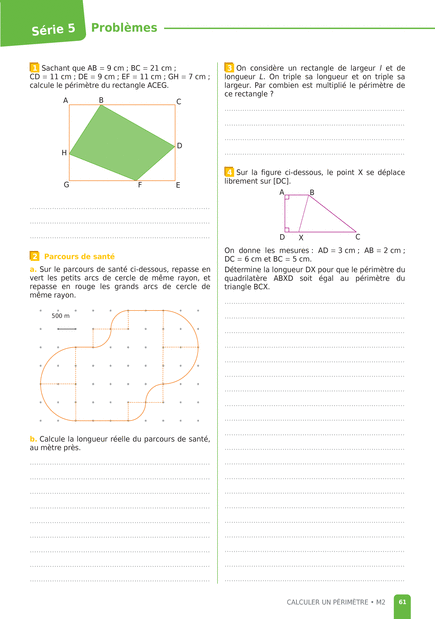 Série 5
Problèmes
1 Sachant que AB = 9 cm ; BC = 21 cm ;
CD = 11 cm ; DE = 9 cm ; EF = 11 cm ; GH = 7 cm ;
calcule le périmètre du rectangle ACEG.
A B C
D
H
G F E
2 Parcours de santé
a. Sur le parcours de santé ci-dessous, repasse en
vert les petits arcs de cercle de même rayon, et
repasse en rouge les grands arcs de cercle de
même rayon.
500 m
b. Calcule la longueur réelle du parcours de santé,
au mètre près.
3 On considère un rectangle de largeur l et de
longueur L. On triple sa longueur et on triple sa
largeur. Par combien est multiplié le périmètre de
ce rectangle ?
4 Sur la figure ci-dessous, le point X se déplace
librement sur [DC].
A B
D X C
On donne les mesures : AD = 3 cm ; AB = 2 cm ;
DC = 6 cm et BC = 5 cm.
Détermine la longueur DX pour que le périmètre du
quadrilatère ABXD soit égal au périmètre du
triangle BCX.
CALCULER UN PÉRIMÈTRE • M2 61